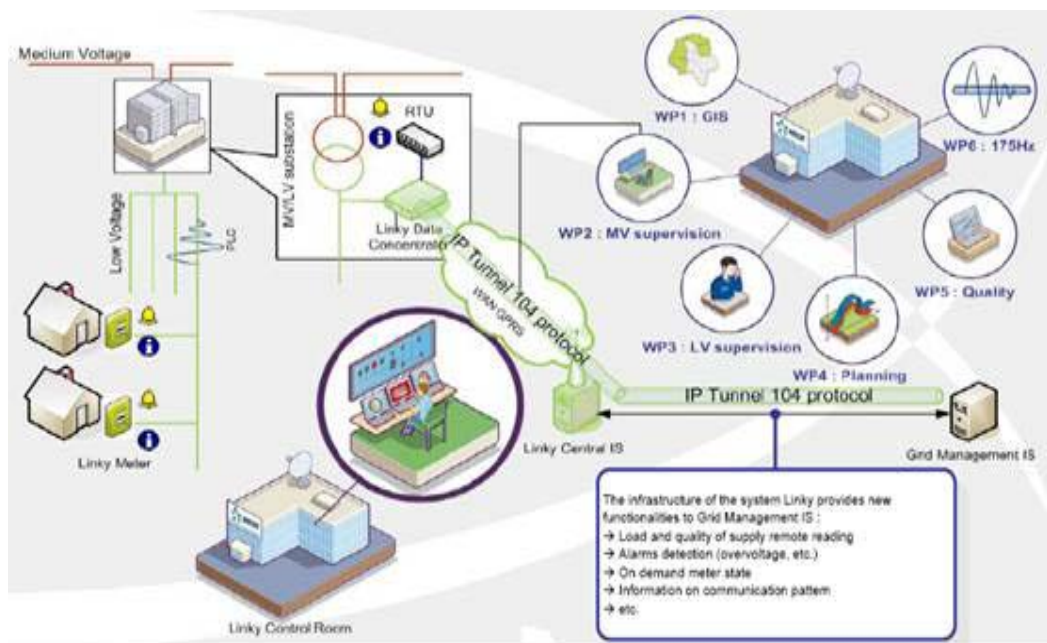 Medium Voltage
RTU
MV/LV substation
Low Voltage
PLC
Linky Data
Concentrator
IP Tunnel 104 protocol
WAN GPRS
WP1 : GIS
WP2 : MV supervision
WP3 : LV supervision
WP4 : Planning
WP5 : Quality
WP6 : 175Hz
Linky Meter
IP Tunnel 104 protocol
Linky Central IS
Grid Management IS
Linky Control Room
The infrastructure of the system Linky provides new
functionalities to Grid Management IS :
→ Load and quality of supply remote reading
→ Alarms detection (overvoltage, etc.)
→ On demand meter state
→ Information on communication pattern
→ etc.